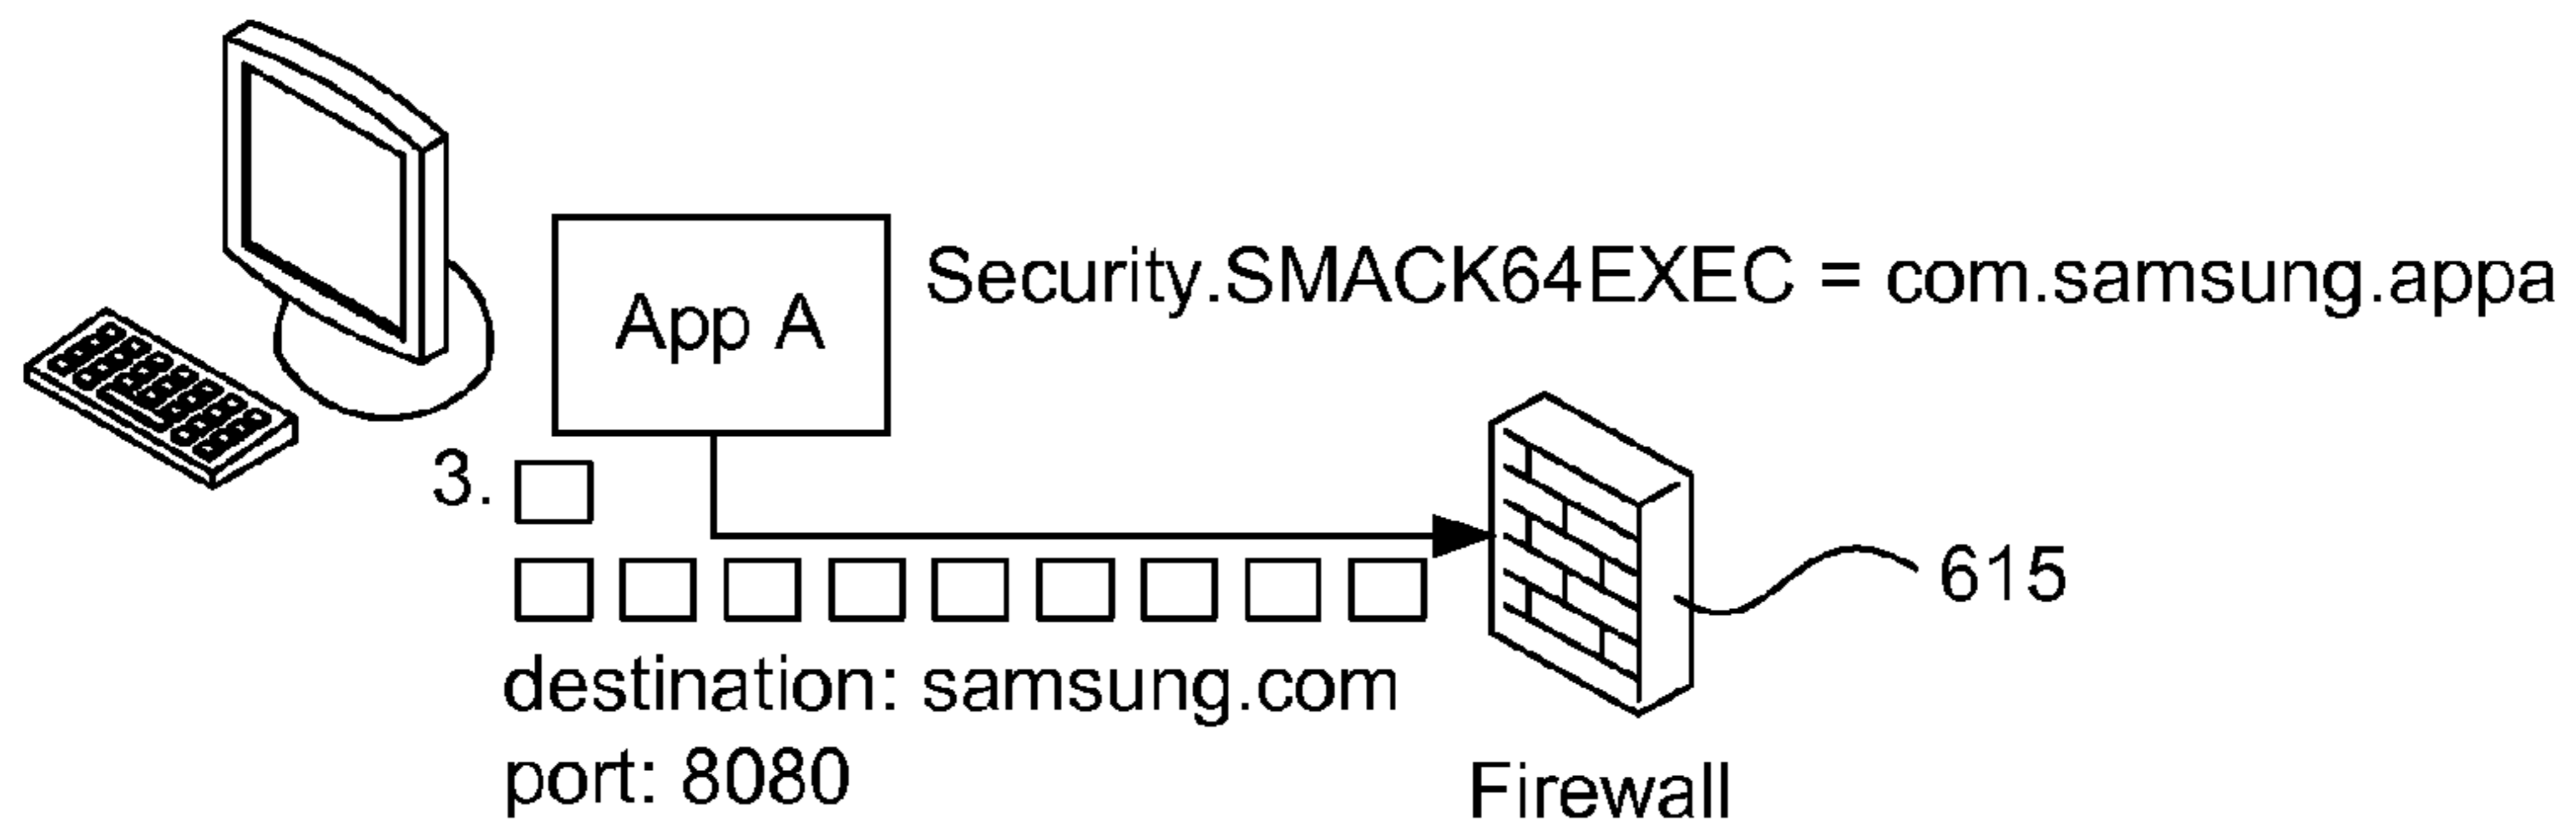 App A
Security.SMACK64EXEC = com.samsung.appa
3.
615
destination: samsung.com
port: 8080
Firewall